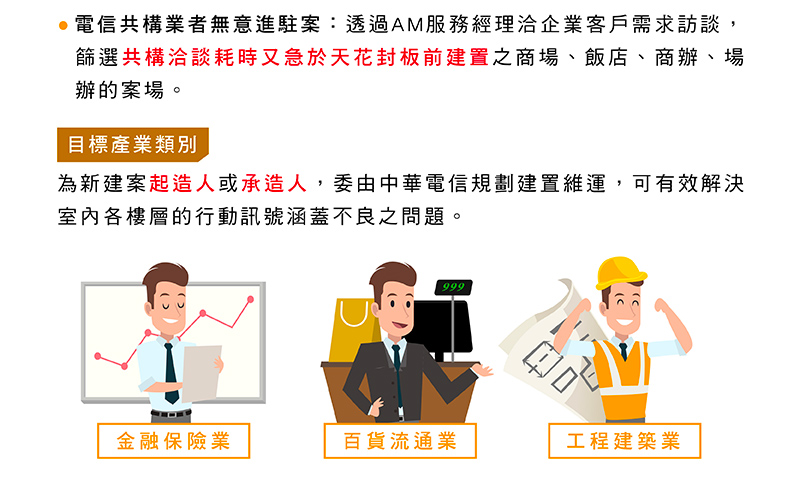 ● 電信共構業者無意進駐案：透過AM服務經理洽企業客戶需求訪談，
篩選共構洽談耗時又急於天花封板前建置之商場、飯店、商辦、場
辦的案場。
目標產業類別
為新建案起造人或承造人，委由中華電信規劃建置維運，可有效解決
室內各樓層的行動訊號涵蓋不良之問題。
999
金融保險業
百貨流通業
工程建築業